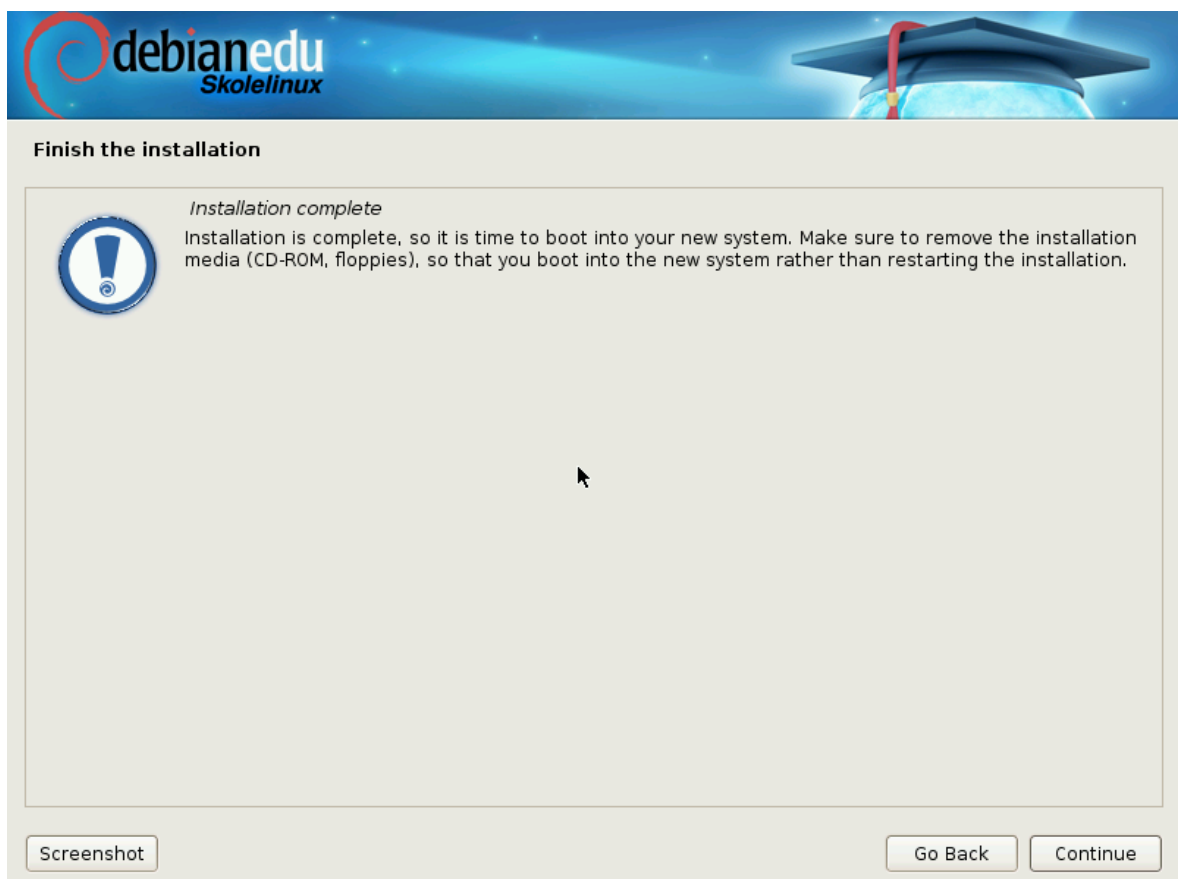 debianedu
Skolelinux
Finish the installation
Installation complete
Installation is complete, so it is time to boot into your new system. Make sure to remove the installation
media (CD-ROM, floppies), so that you boot into the new system rather than restarting the installation.
Screenshot
Go Back
Continue